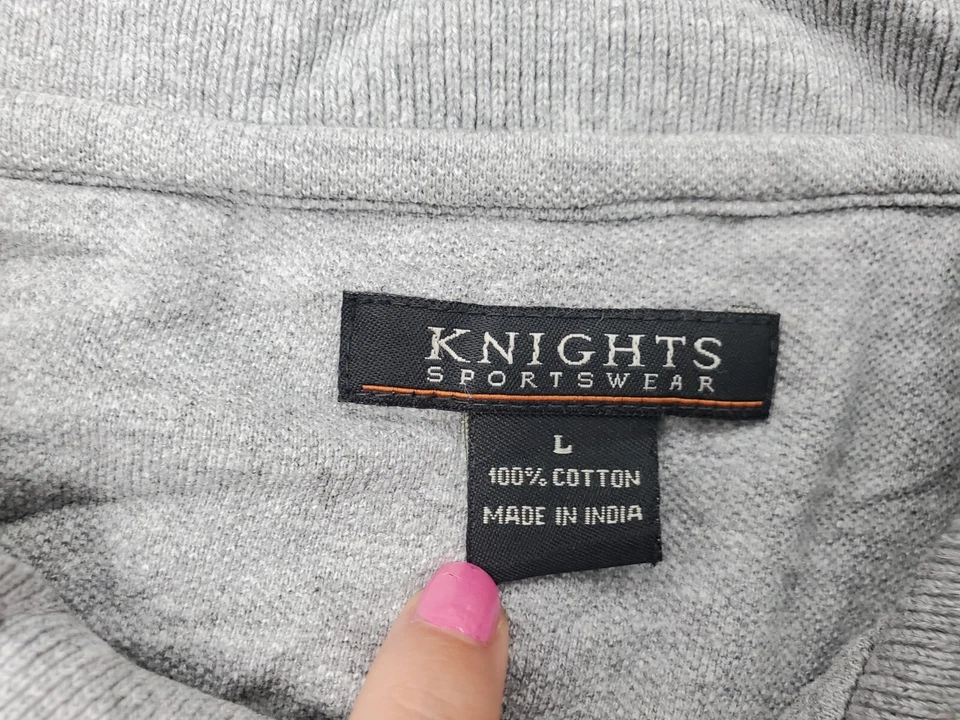 KNIGHTS
SPORTSWEAR
L
100% COTTON
MADE IN INDIA